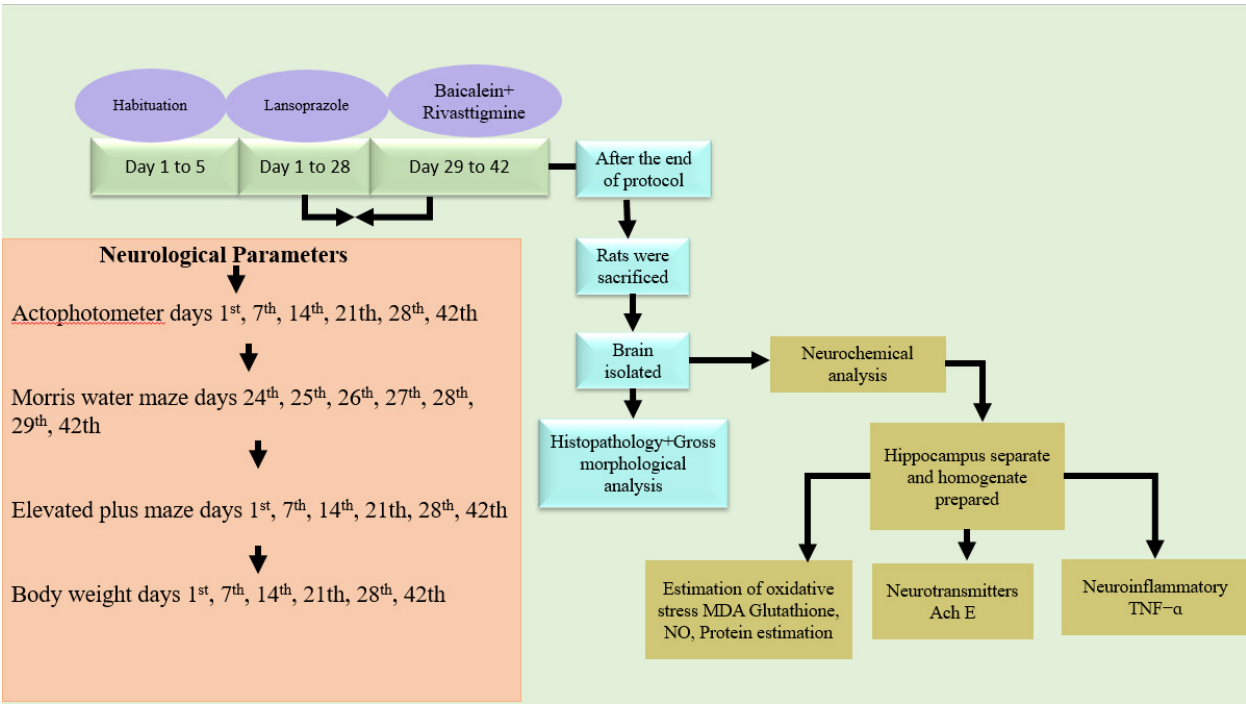 Habituation
Lansoprazole
Baicalein+
Rivasttigmine
Day 1 to 5
Day 1 to 28
Day 29 to 42
After the end
of protocol
Neurological Parameters
Actophotometer days 1st, 7th, 14th, 21th, 28th, 42th
Morris water maze days 24th, 25th, 26th, 27th, 28th,
29th, 42th
Elevated plus maze days 1st, 7th, 14th, 21th, 28th, 42th
Body weight days 1st, 7th, 14th, 21th, 28th, 42th
Rats were
sacrificed
Brain
isolated
Histopathology+Gross
morphological
analysis
Neurochemical
analysis
Hippocampus separate
and homogenate
prepared
Estimation of oxidative
stress MDA Glutathione,
NO, Protein estimation
Neurotransmitters
Ach E
Neuroinflammatory
TNF−α